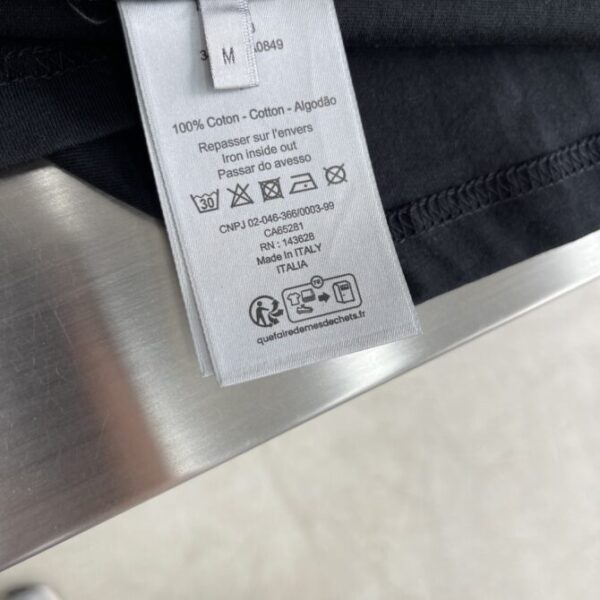 M
0849
100% Coton - Cotton - Algodão
Repasser sur l'envers
Iron inside out
Passar do avesso
30
CNPJ 02-046-366/0003-99
CA65281
RN : 143628
Made in ITALY
ITALIA
quefairedemesdechets.fr